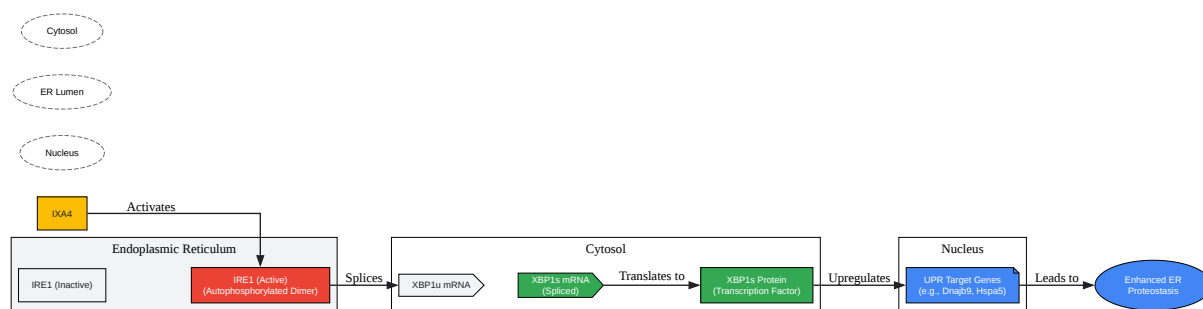 Cytosol
ER Lumen
Nucleus
IXA4
Activates
Endoplasmic Reticulum
IRE1 (Inactive)
IRE1 (Active)
(Autophosphorylated Dimer)
Splices
Cytosol
XBP1u mRNA
XBP1s mRNA
(Spliced)
Translates to
XBP1s Protein
(Transcription Factor)
Upregulates
Nucleus
UPR Target Genes
(e.g., Dnajb9, Hspa5)
Leads to
Enhanced ER
Proteostasis